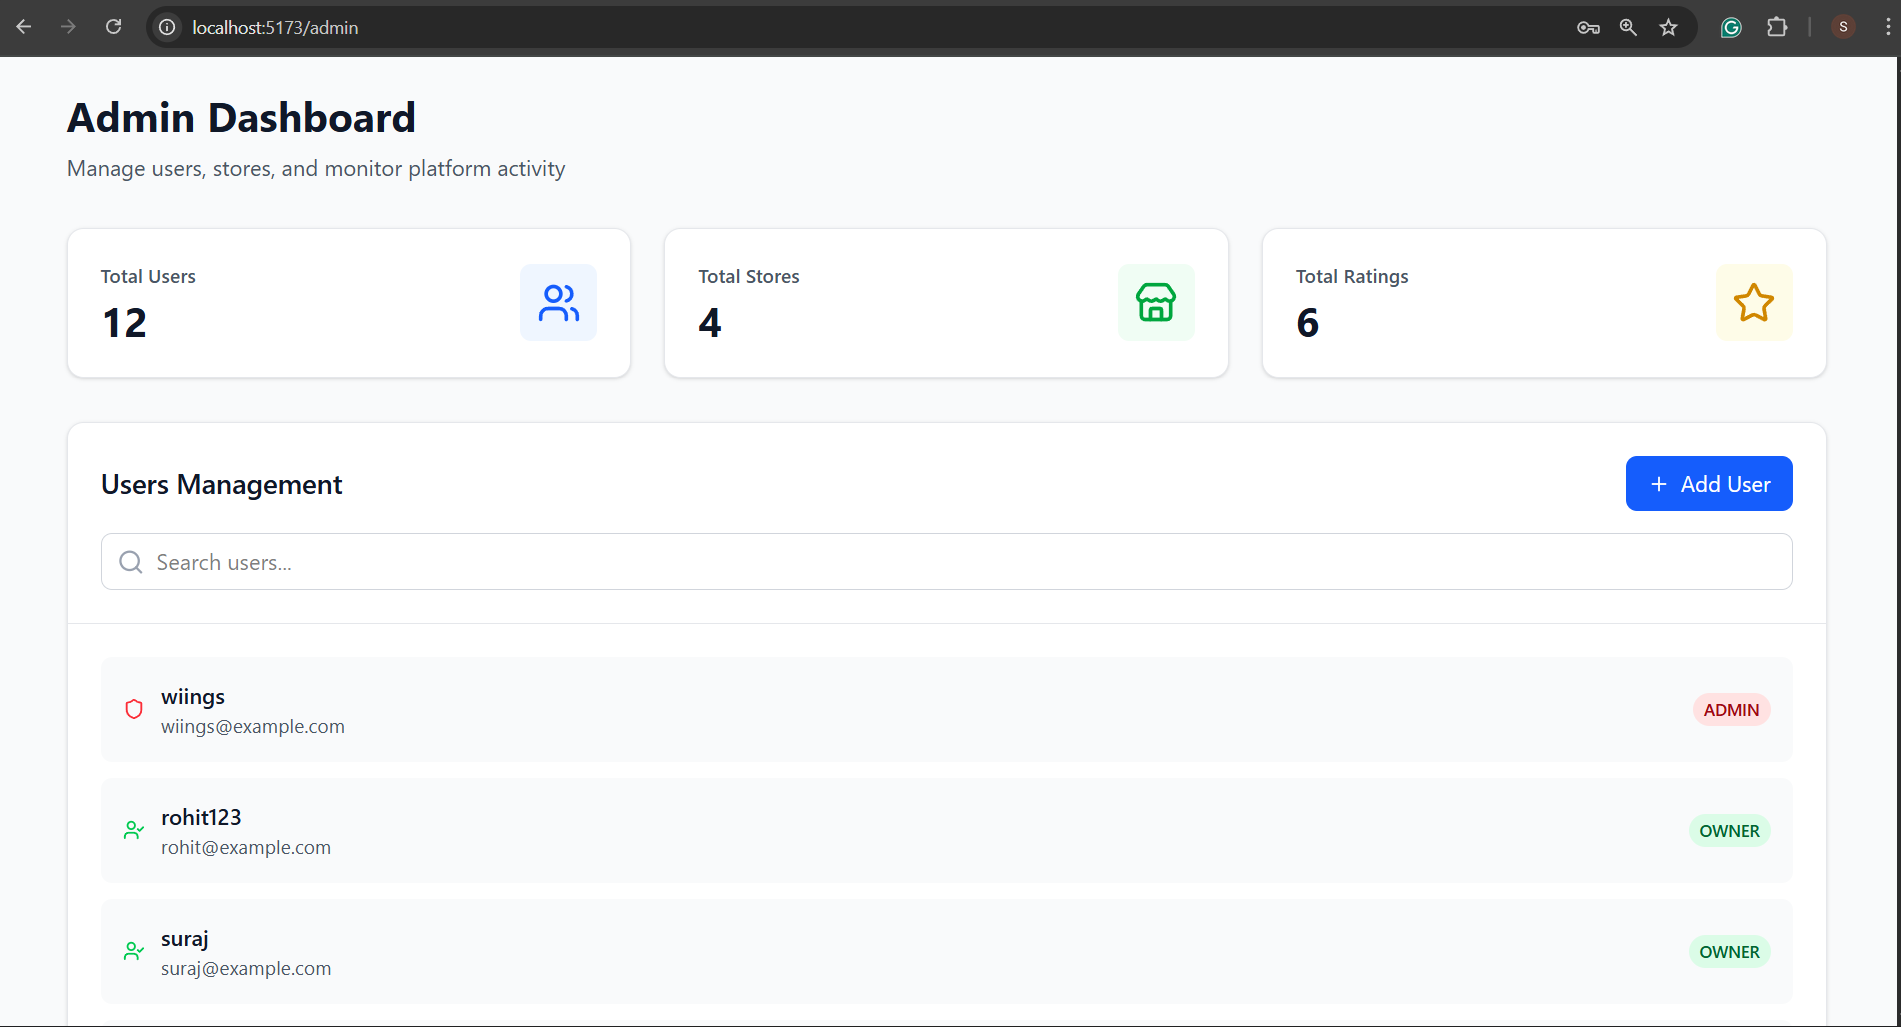 localhost:5173/admin
S
Admin Dashboard
Manage users, stores, and monitor platform activity
Total Users
12
Total Stores
4
Total Ratings
6
Users Management
+ Add User
Search users...
wiings
wiings@example.com
ADMIN
rohit123
rohit@example.com
OWNER
suraj
suraj@example.com
OWNER